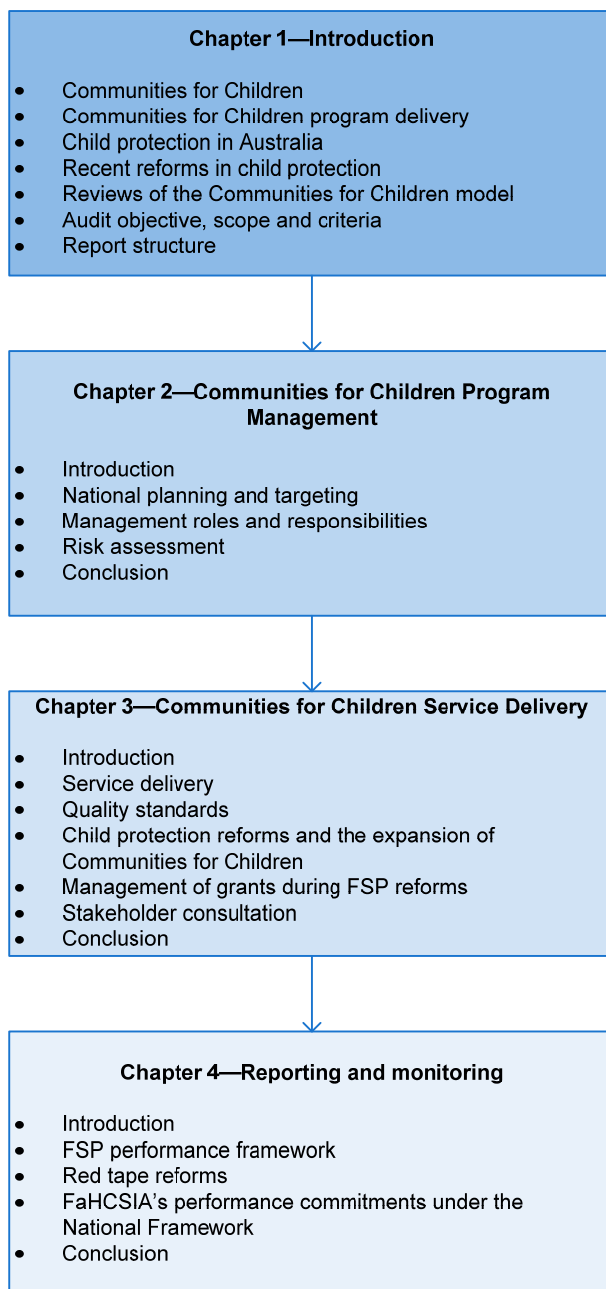 Chapter 1—Introduction
• Communities for Children
• Communities for Children program delivery
• Child protection in Australia
• Recent reforms in child protection
• Reviews of the Communities for Children model
• Audit objective, scope and criteria
• Report structure
Chapter 2—Communities for Children Program
Management
• Introduction
• National planning and targeting
• Management roles and responsibilities
• Risk assessment
• Conclusion
Chapter 3—Communities for Children Service Delivery
• Introduction
• Service delivery
• Quality standards
• Child protection reforms and the expansion of
Communities for Children
• Management of grants during FSP reforms
• Stakeholder consultation
• Conclusion
Chapter 4—Reporting and monitoring
• Introduction
• FSP performance framework
• Red tape reforms
• FaHCSIA’s performance commitments under the
National Framework
• Conclusion